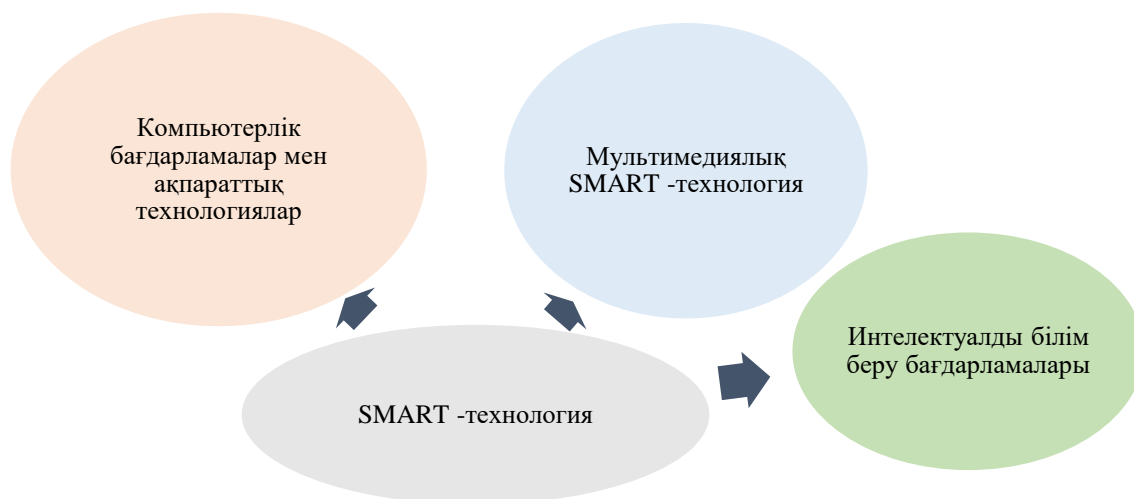 Компьютерлік
бағдарламалар мен
ақпараттық
технологиялар
Мультимедиялық
SMART -технология
Интелектуалды білім
беру бағдарламалары
SMART -технология